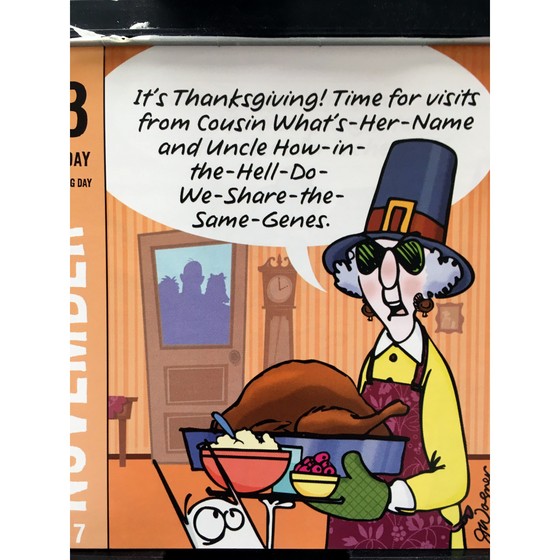 It's Thanksgiving! Time for visits
from Cousin What's-Her-Name
and Uncle How-in-
the-Hell-Do-
We-Share-the-
Same-Genes.
3
DAY
G DAY
NOVEMBER
7